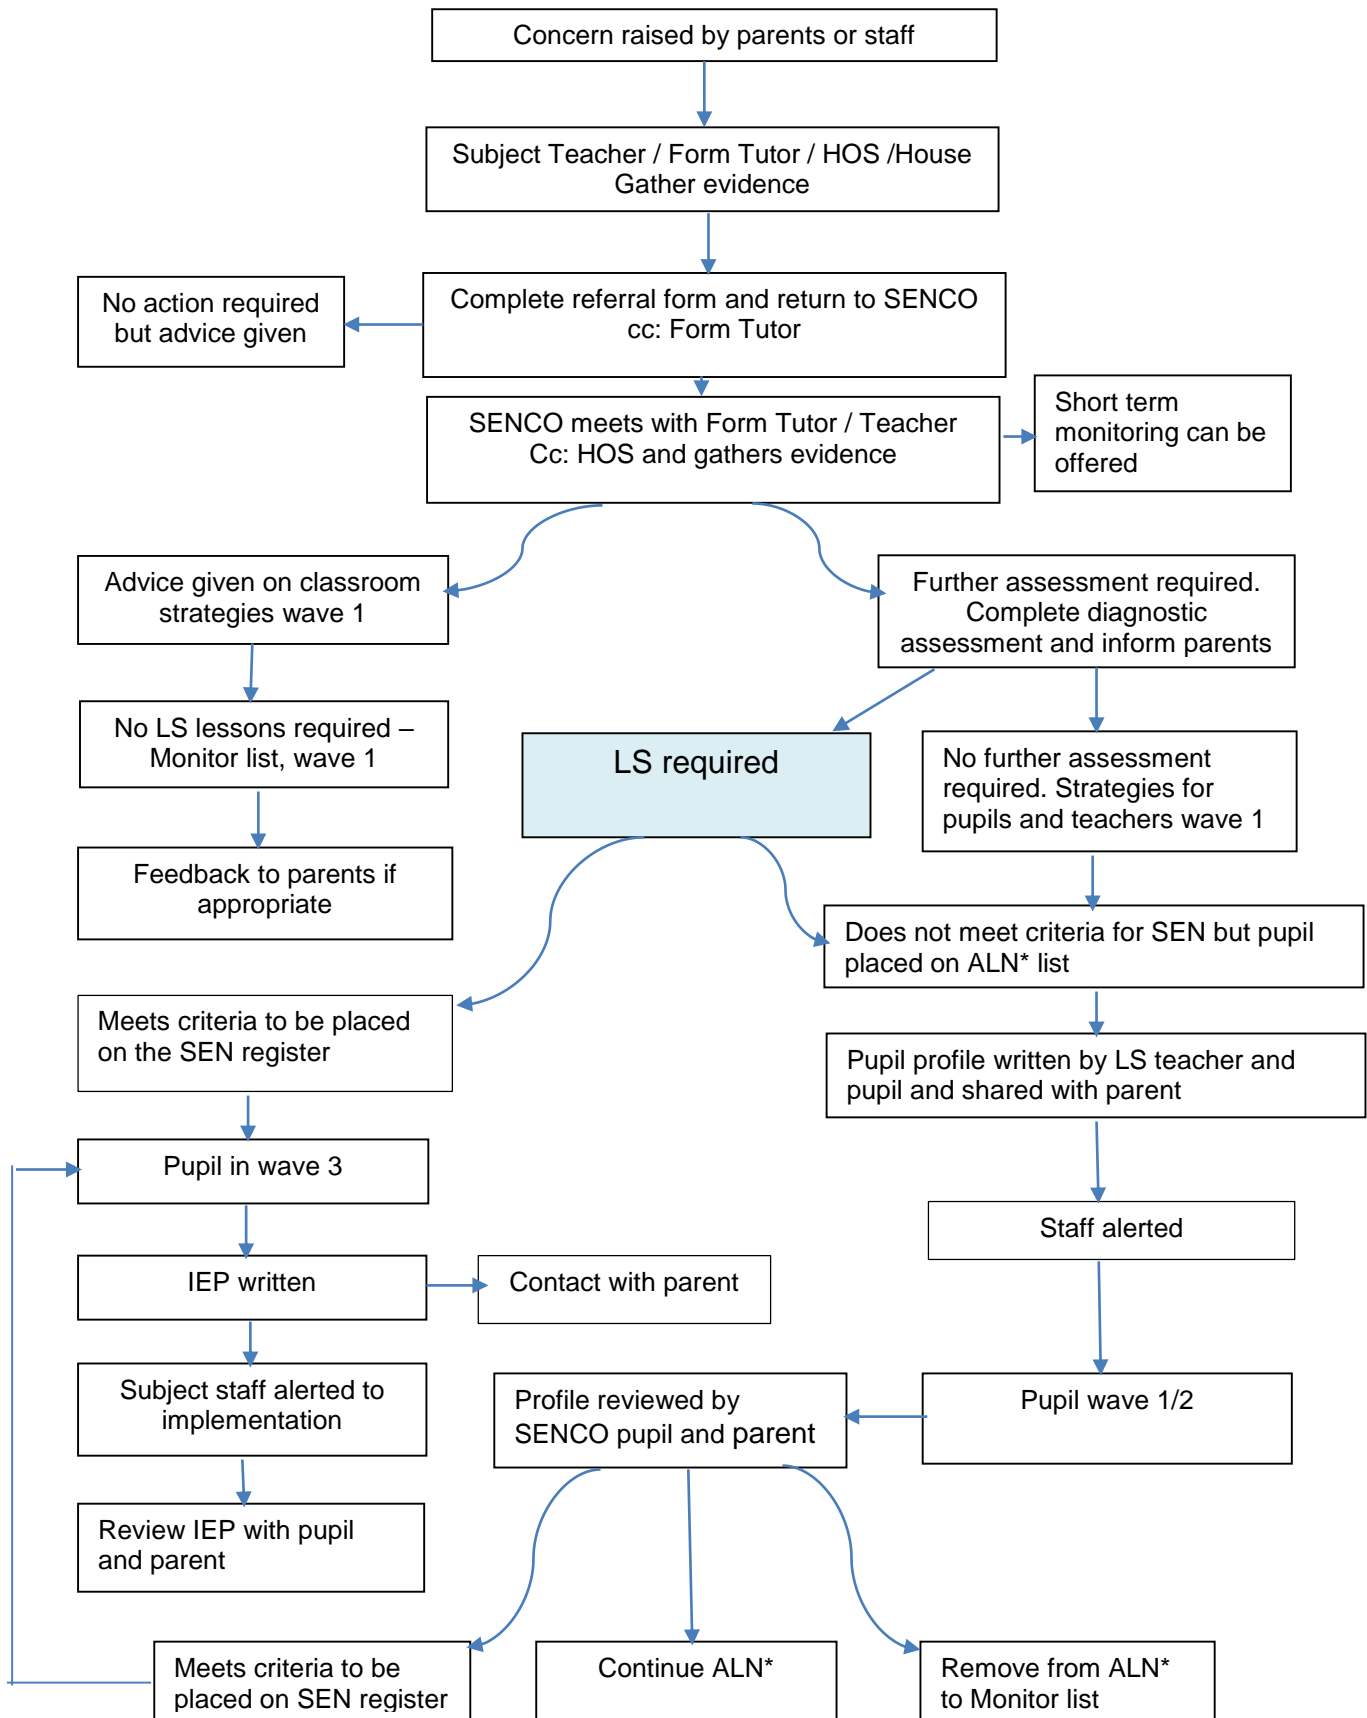 Concern raised by parents or staff
Subject Teacher / Form Tutor / HOS /House
Gather evidence
No action required
but advice given
Complete referral form and return to SENCO
cc: Form Tutor
SENCO meets with Form Tutor / Teacher
Cc: HOS and gathers evidence
Short term
monitoring can be
offered
Advice given on classroom
strategies wave 1
Further assessment required.
Complete diagnostic
assessment and inform parents
No LS lessons required –
Monitor list, wave 1
LS required
No further assessment
required. Strategies for
pupils and teachers wave 1
Feedback to parents if
appropriate
Does not meet criteria for SEN but pupil
placed on ALN* list
Meets criteria to be placed
on the SEN register
Pupil profile written by LS teacher and
pupil and shared with parent
Pupil in wave 3
Staff alerted
IEP written
Contact with parent
Subject staff alerted to
implementation
Profile reviewed by
SENCO pupil and parent
Pupil wave 1/2
Review IEP with pupil
and parent
Meets criteria to be
placed on SEN register
Continue ALN*
Remove from ALN*
to Monitor list